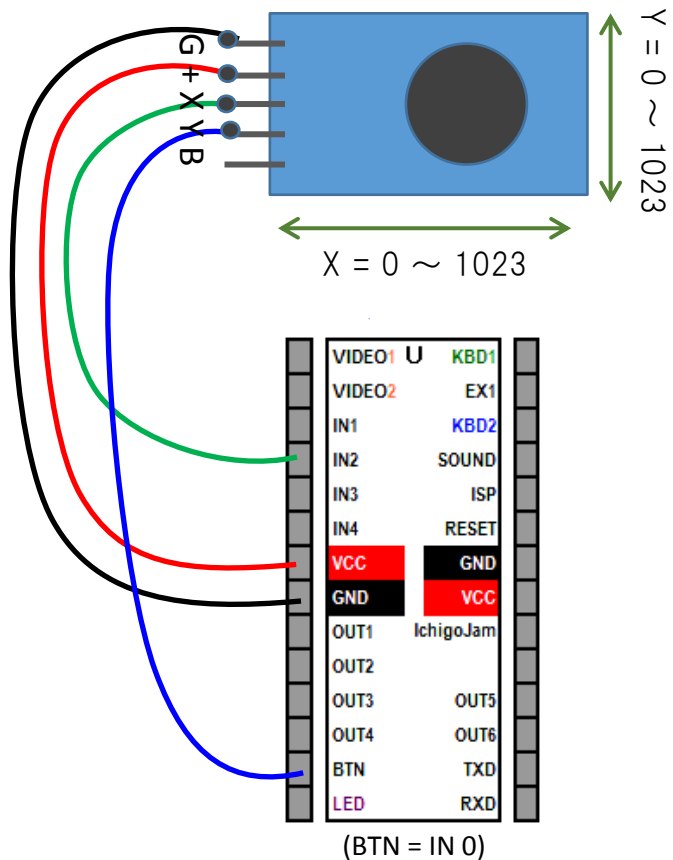 G
+
X
Y
B
Y = 0 ～ 1023
X = 0 ～ 1023
VIDEO1 U KBD1
VIDEO2 EX1
IN1 KBD2
IN2 SOUND
IN3 ISP
IN4 RESET
VCC GND
GND VCC
OUT1 IchigoJam
OUT2
OUT3 OUT5
OUT4 OUT6
BTN TXD
LED RXD
(BTN = IN 0)